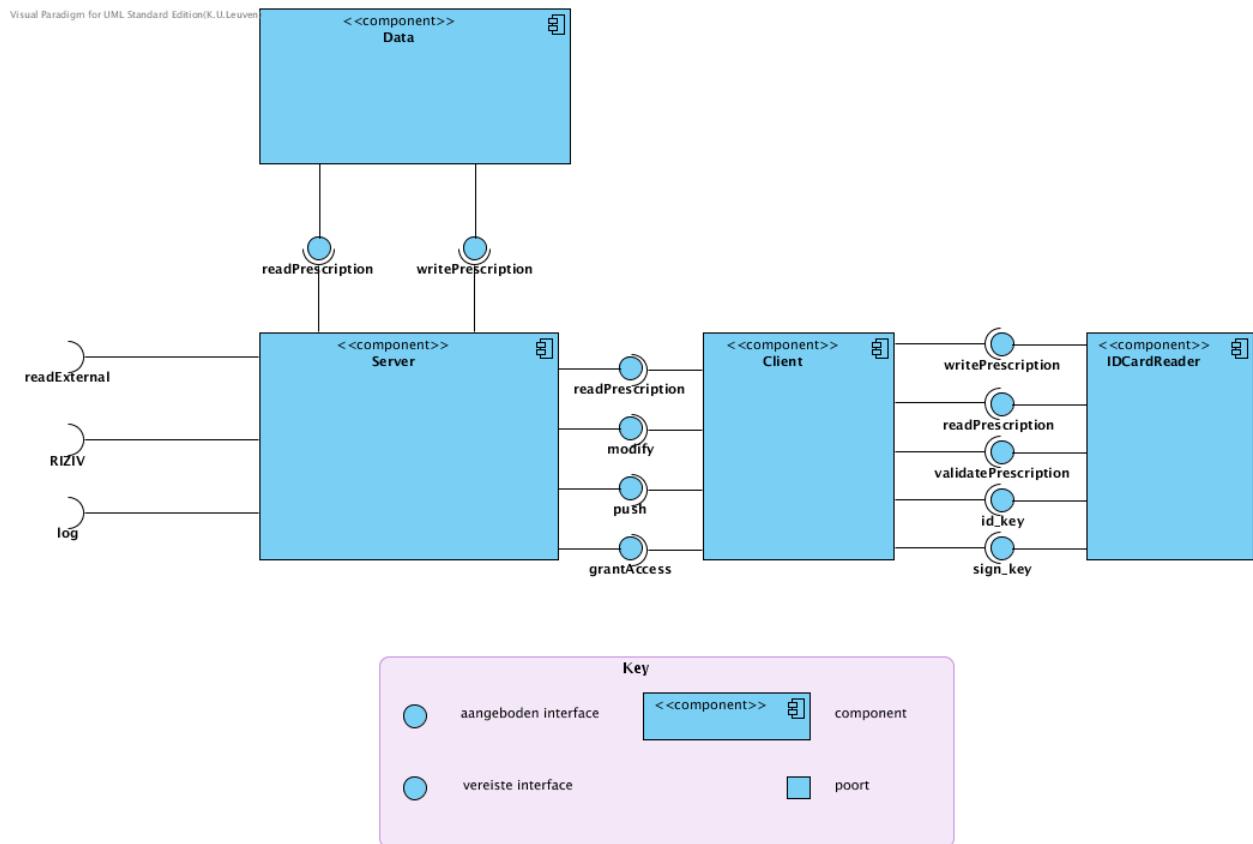 Visual Paradigm for UML Standard Edition(K.U.Leuven)
<<component>>
Data
readPrescription
writePrescription
<<component>>
Server
<<component>>
Client
<<component>>
IDCardReader
readExternal
RIZIV
log
readPrescription
modify
push
grantAccess
writePrescription
readPrescription
validatePrescription
id_key
sign_key
Key
aangeboden interface
<<component>>
component
vereiste interface
poort